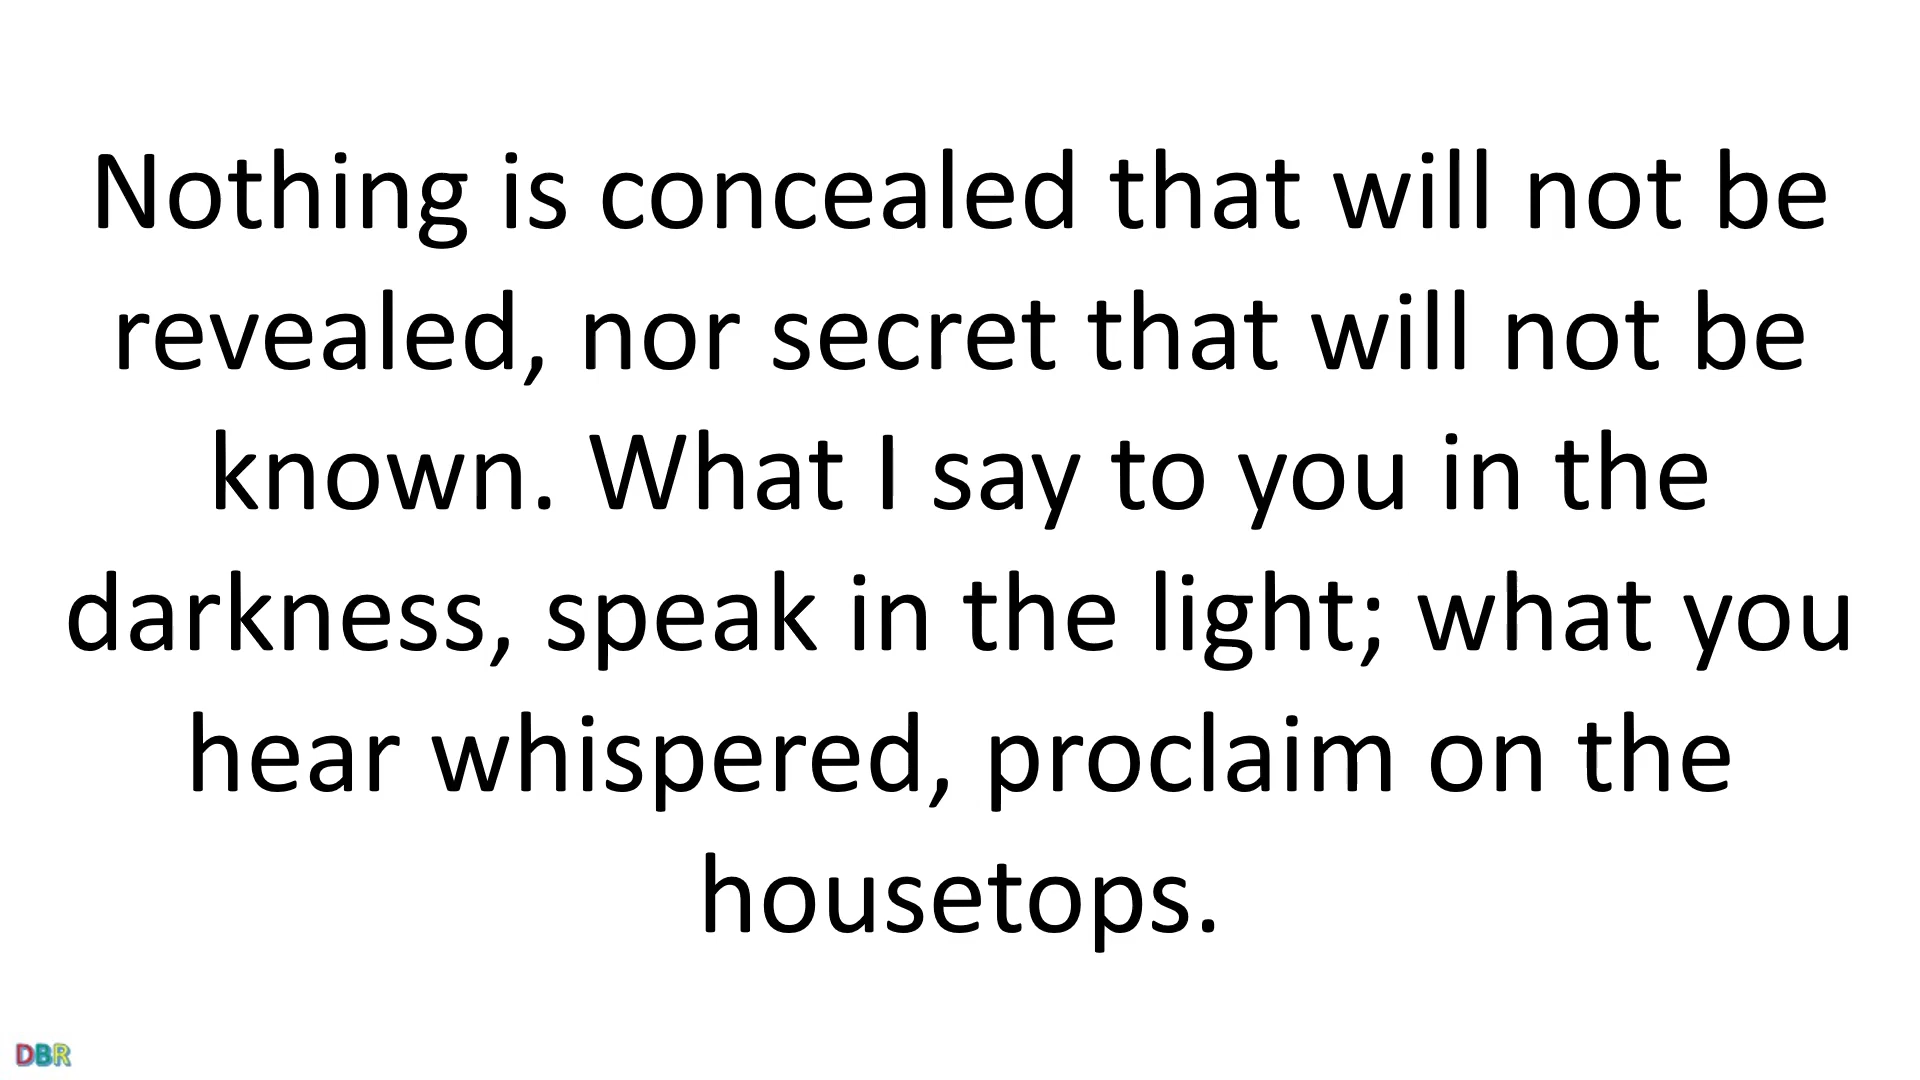 Nothing is concealed that will not be
revealed, nor secret that will not be
known. What I say to you in the
darkness, speak in the light; what you
hear whispered, proclaim on the
housetops.
DBR